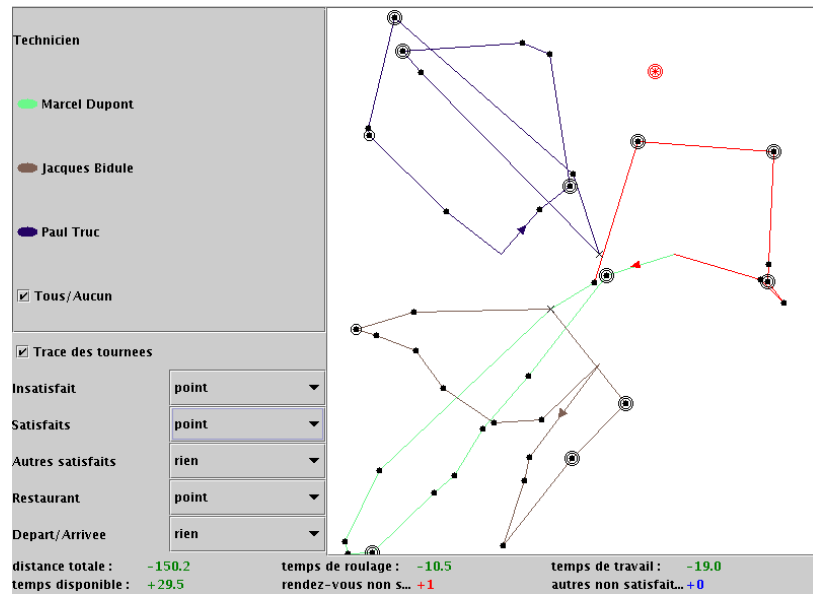 Technicien
Marcel Dupont
Jacques Bidule
Paul Truc
Tous/Aucun
Trace des tournees
Insatisfait point
Satisfaits point
Autres satisfaits rien
Restaurant point
Depart/Arrivee rien
distance totale : -150.2 temps de roulage : -10.5 temps de travail : -19.0
temps disponible : +29.5 rendez-vous non s... +1 autres non satisfait... +0